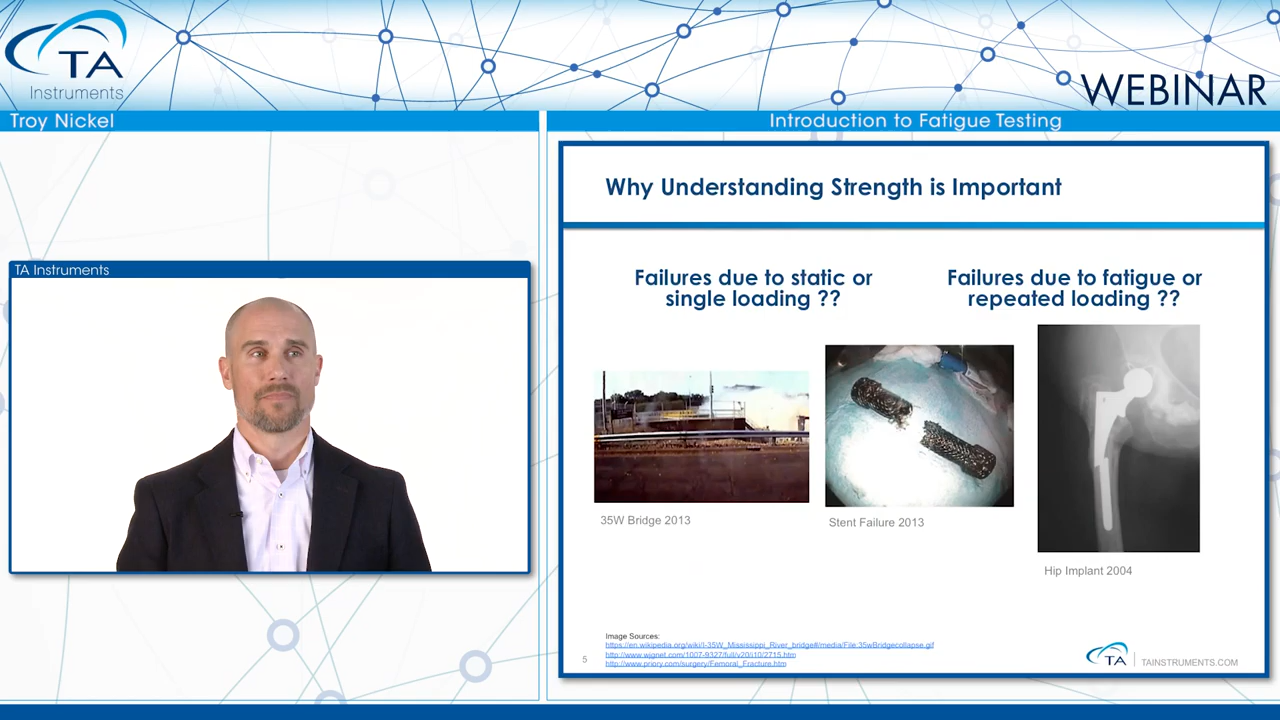 TA
Instruments
WEBINAR
Troy Nickel
Introduction to Fatigue Testing
TA Instruments
Why Understanding Strength is Important
Failures due to static or
single loading ??
Failures due to fatigue or
repeated loading ??
35W Bridge 2013
Stent Failure 2013
Hip Implant 2004
Image Sources:
https://en.wikipedia.org/wiki/I-35W_Mississippi_River_bridge#/media/File:35wBridgecollapse.gif
http://www.wjgnet.com/1007-9327/full/v20/i10/2715.htm
http://www.priory.com/surgery/Femoral_Fracture.htm
5
TA
TAINSTRUMENTS.COM